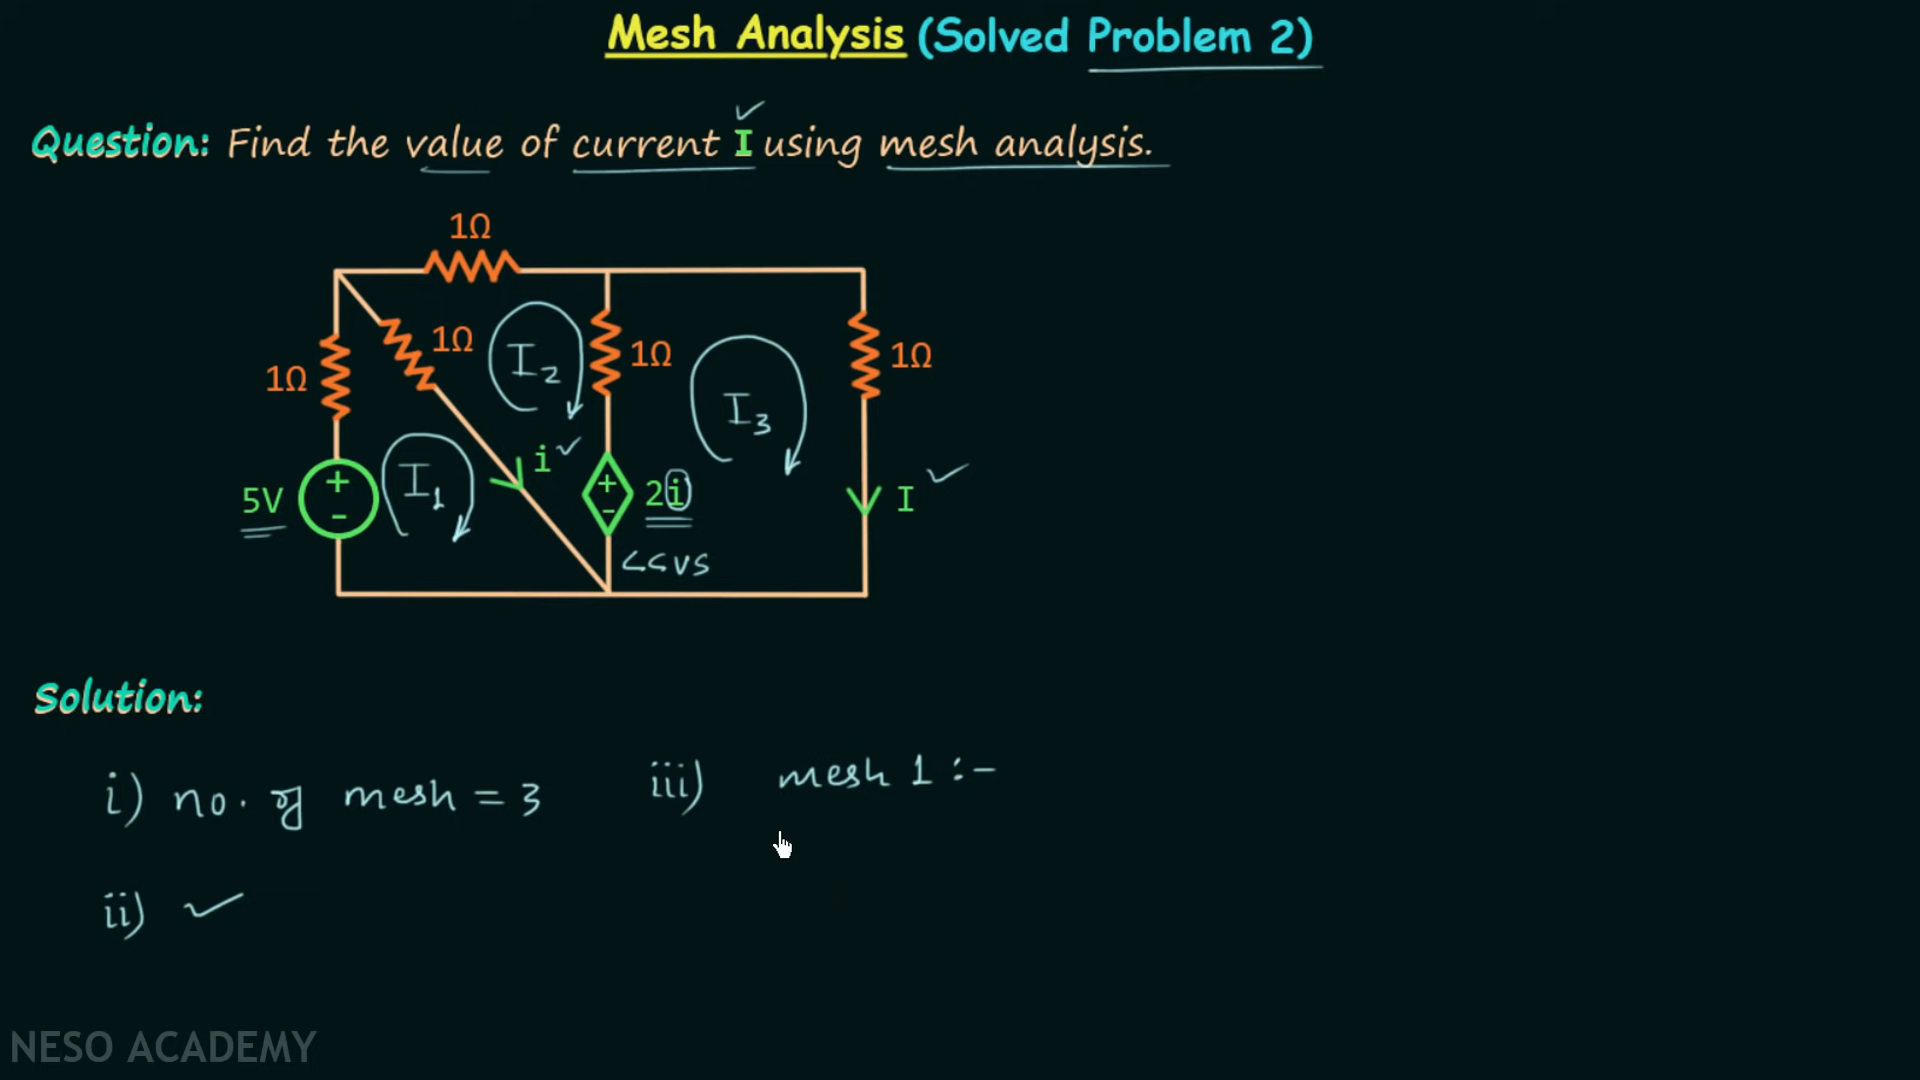 Mesh Analysis (Solved Problem 2)
Question: Find the value of current I using mesh analysis.
1Ω
1Ω
1Ω
1Ω
1Ω
I2
I3
I1
i
5V
+
-
+
-
2i
I
CCVS
Solution:
i) no. of mesh = 3
iii) mesh 1 :-
ii)
NESO ACADEMY